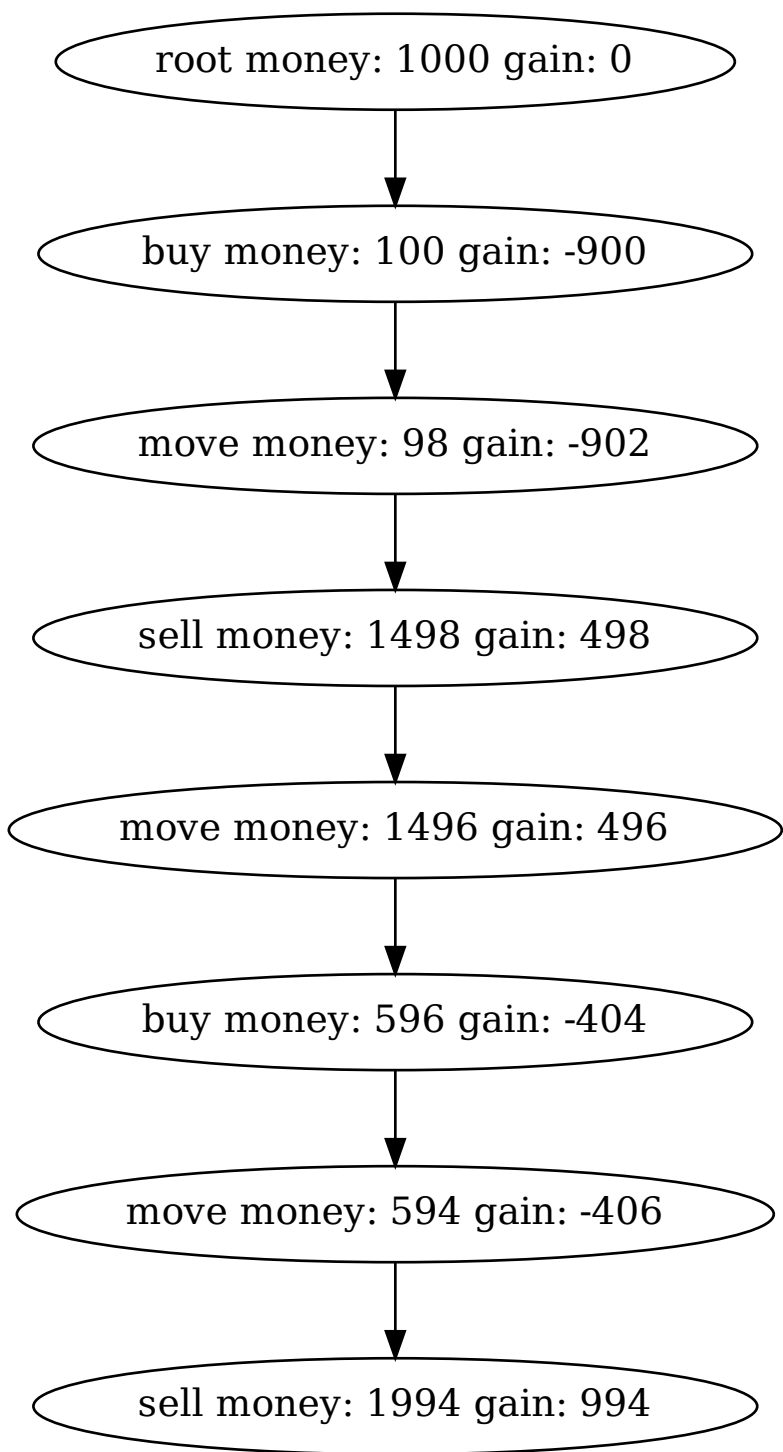 root money: 1000 gain: 0
buy money: 100 gain: -900
move money: 98 gain: -902
sell money: 1498 gain: 498
move money: 1496 gain: 496
buy money: 596 gain: -404
move money: 594 gain: -406
sell money: 1994 gain: 994